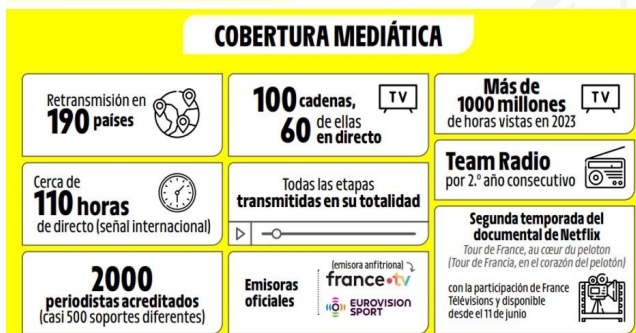 COBERTURA MEDIÁTICA
Retransmisión en
190 países
100 cadenas,
60 de ellas
en directo
TV
Más de
1000 millones
de horas vistas en 2023
TV
Cerca de
110 horas
de directo (señal internacional)
Todas las etapas
transmitidas en su totalidad
Team Radio
por 2.º año consecutivo
2000
periodistas acreditados
(casi 500 soportes diferentes)
Emisoras
oficiales
(emisora anfitriona)
france•tv
EUROVISION
SPORT
Segunda temporada del
documental de Netflix
Tour de France, au cœur du peloton
(Tour de Francia, en el corazón del pelotón)
con la participación de France
Télévisions y disponible
desde el 11 de junio